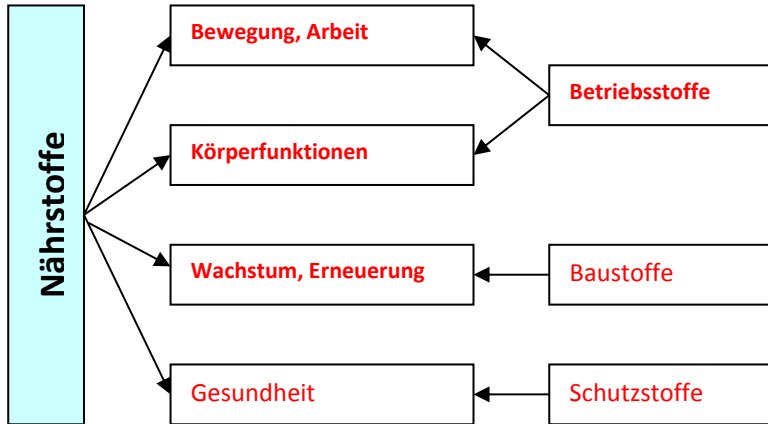 Nährstoffe
Bewegung, Arbeit
Betriebsstoffe
Körperfunktionen
Wachstum, Erneuerung
Baustoffe
Gesundheit
Schutzstoffe